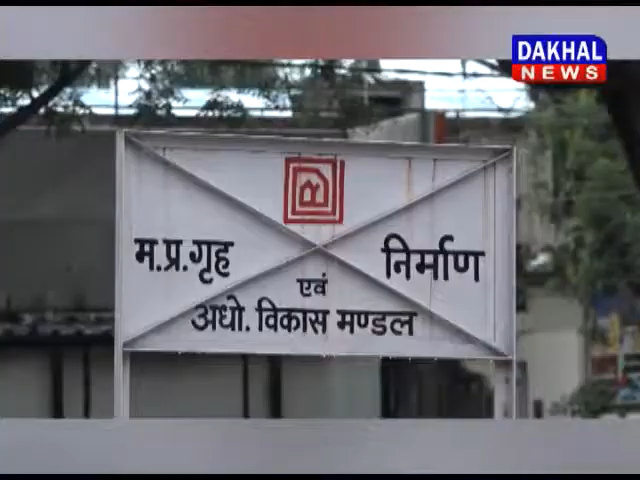 DAKHAL
NEWS
म.प्र.गृह निर्माण
एवं
अधो. विकास मण्डल